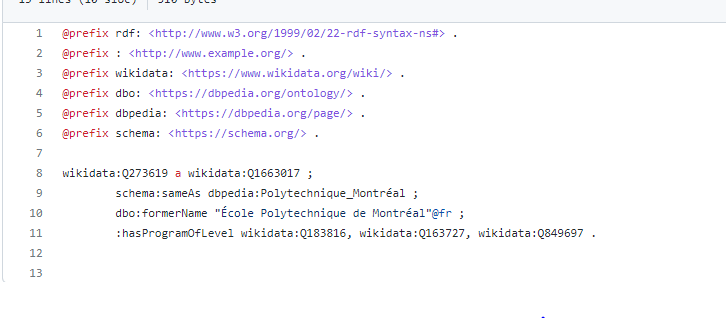 1 @prefix rdf: <http://www.w3.org/1999/02/22-rdf-syntax-ns#> .
2 @prefix : <http://www.example.org/> .
3 @prefix wikidata: <https://www.wikidata.org/wiki/> .
4 @prefix dbo: <https://dbpedia.org/ontology/> .
5 @prefix dbpedia: <https://dbpedia.org/page/> .
6 @prefix schema: <https://schema.org/> .
7
8 wikidata:Q273619 a wikidata:Q1663017 ;
9 schema:sameAs dbpedia:Polytechnique_Montréal ;
10 dbo:formerName "École Polytechnique de Montréal"@fr ;
11 :hasProgramOfLevel wikidata:Q183816, wikidata:Q163727, wikidata:Q849697 .
12
13